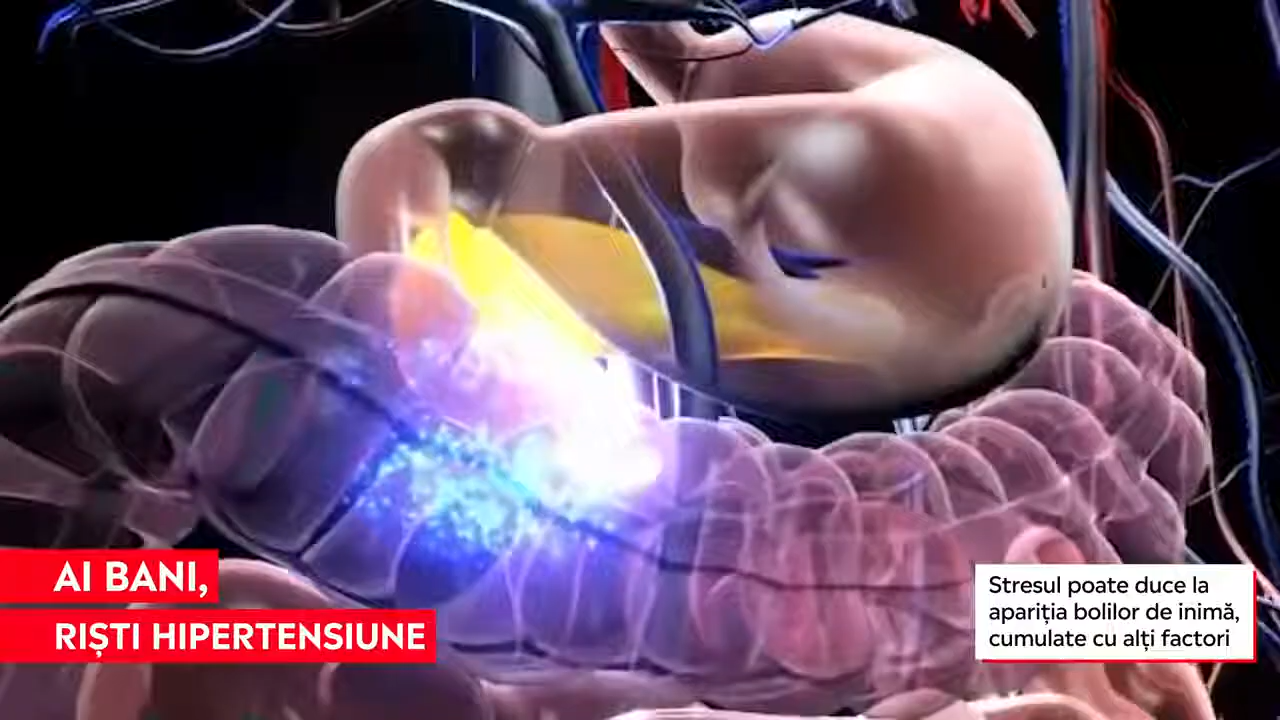 AI BANI,
RIȘTI HIPERTENSIUNE
Stresul poate duce la
apariția bolilor de inimă,
cumulate cu alți factori